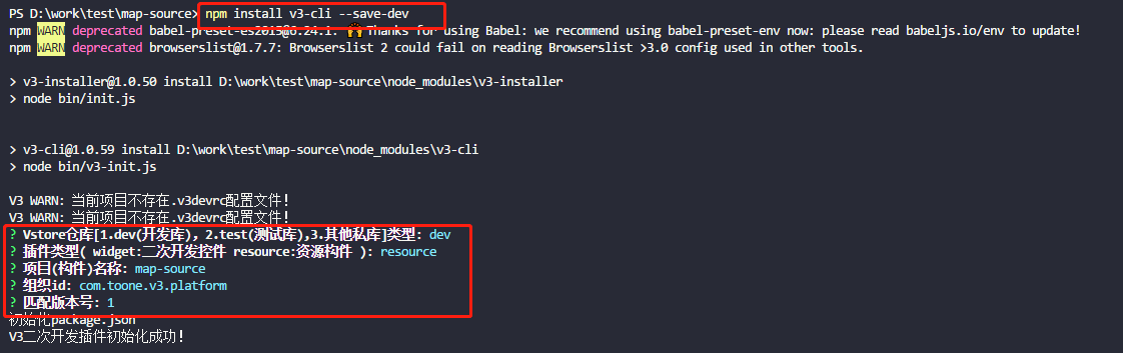 PS D:\work\test\map-source> npm install v3-cli --save-dev
npm WARN deprecated babel-preset-es2015@6.24.1: 🙌 Thanks for using Babel: we recommend using babel-preset-env now: please read babeljs.io/env to update!
npm WARN deprecated browserslist@1.7.7: Browserslist 2 could fail on reading Browserslist >3.0 config used in other tools.
> v3-installer@1.0.50 install D:\work\test\map-source\node_modules\v3-installer
> node bin/init.js
> v3-cli@1.0.59 install D:\work\test\map-source\node_modules\v3-cli
> node bin/v3-init.js
V3 WARN: 当前项目不存在.v3devrc配置文件!
V3 WARN: 当前项目不存在.v3devrc配置文件!
? Vstore仓库[1.dev(开发库), 2.test(测试库),3.其他私库]类型: dev
? 插件类型( widget:二次开发控件 resource:资源构件 ): resource
? 项目(构件)名称: map-source
? 组织id: com.toone.v3.platform
? 匹配版本号: 1
初始化package.json
V3二次开发插件初始化成功!